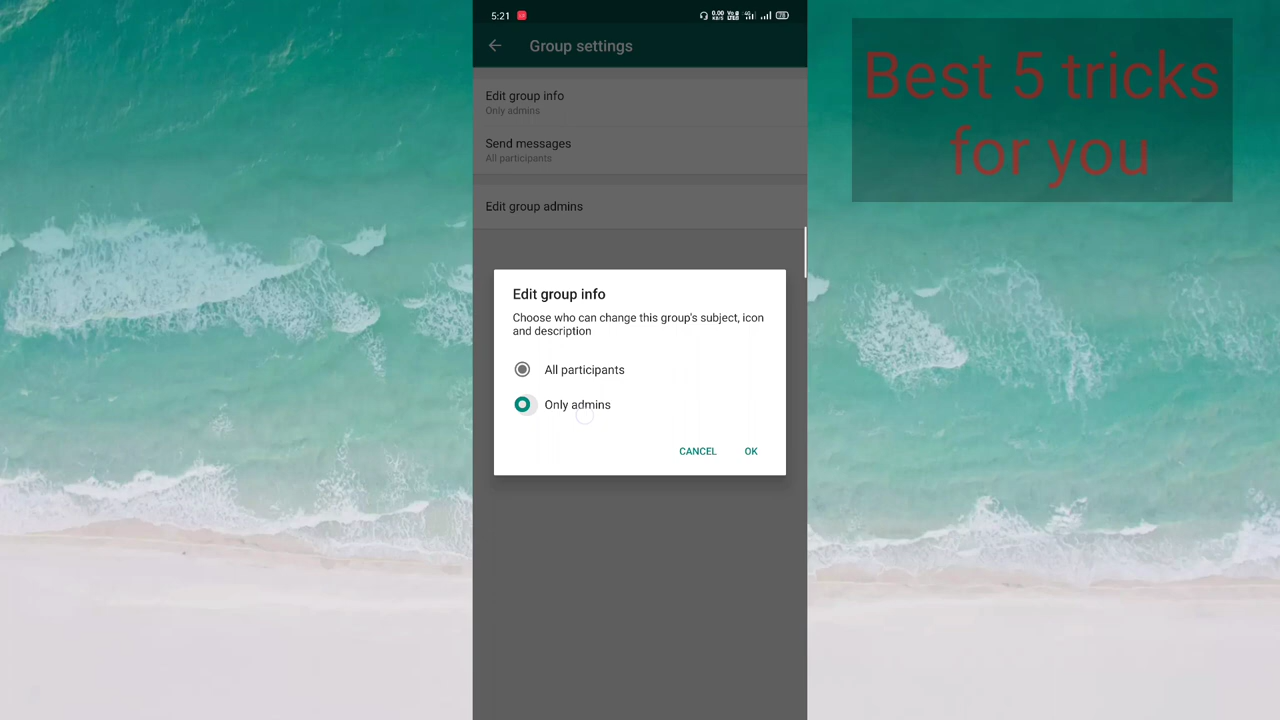 5:21
Group settings
Best 5 tricks
for you
Edit group info
Only admins
Send messages
All participants
Edit group admins
Edit group info
Choose who can change this group's subject, icon
and description
All participants
Only admins
CANCEL
OK